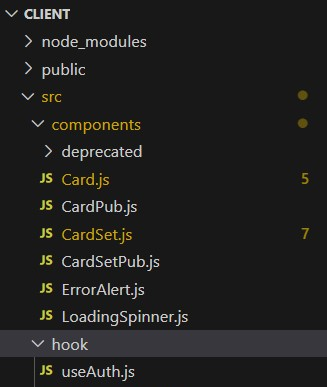 CLIENT
node_modules
public
src
components
deprecated
JS Card.js 5
JS CardPub.js
JS CardSet.js 7
JS CardSetPub.js
JS ErrorAlert.js
JS LoadingSpinner.js
hook
JS useAuth.js